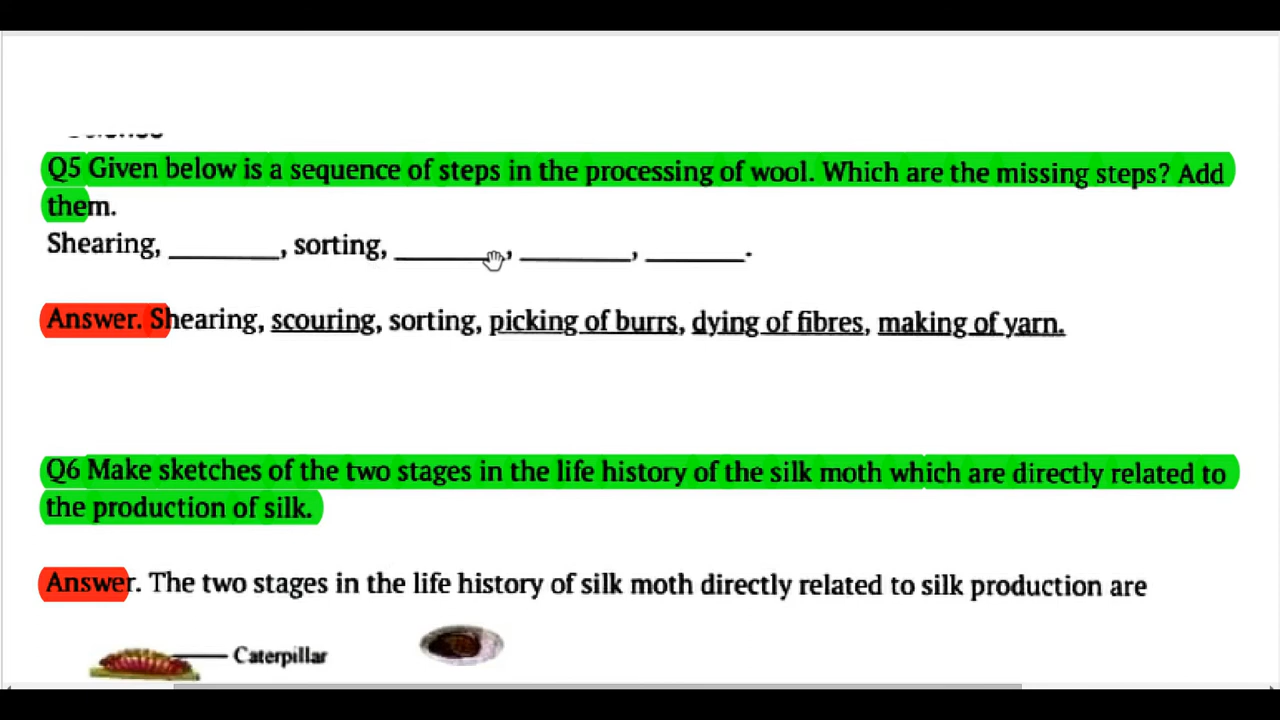 Q5 Given below is a sequence of steps in the processing of wool. Which are the missing steps? Add
them.
Shearing, ________, sorting, ________, ________, ________.
Answer. Shearing, scouring, sorting, picking of burrs, dying of fibres, making of yarn.
Q6 Make sketches of the two stages in the life history of the silk moth which are directly related to
the production of silk.
Answer. The two stages in the life history of silk moth directly related to silk production are
Caterpillar